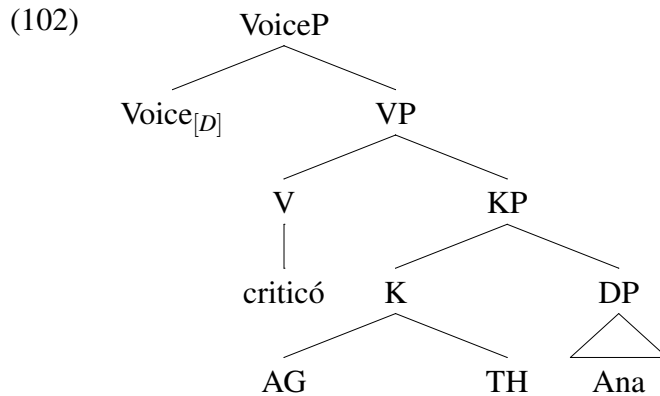 (102) VoiceP
Voice[D] VP
V KP
criticó K DP
AG TH Ana